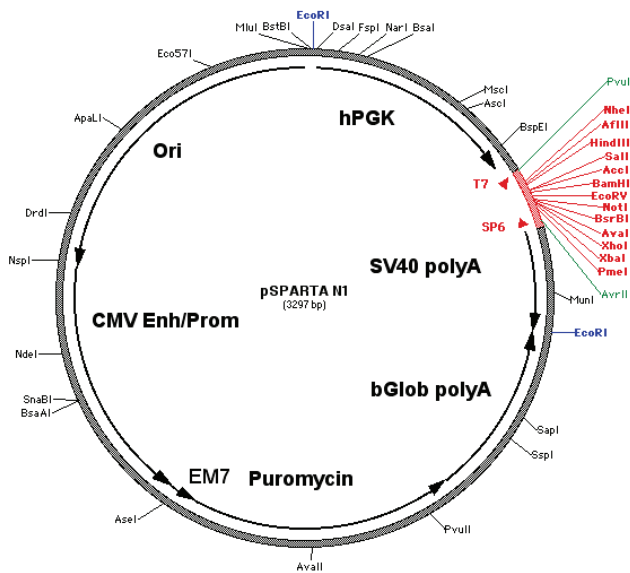 EcoRI
MluI
BstBI
DsaI
FspI
NarI
BsaI
Eco57I
MscI
AscI
ApaLI
hPGK
BspEI
PvuI
NheI
AflII
HindIII
SalI
AccI
BamHI
EcoRV
NotI
BsrBI
AvaI
XhoI
XbaI
PmeI
AvrII
Ori
T7
SP6
DrdI
NspI
SV40 polyA
pSPARTA N1
(3297 bp)
MunI
CMV Enh/Prom
EcoRI
NdeI
bGlob polyA
SnaBI
BsaAI
SapI
SspI
EM7
Puromycin
AseI
PvuII
AvaII